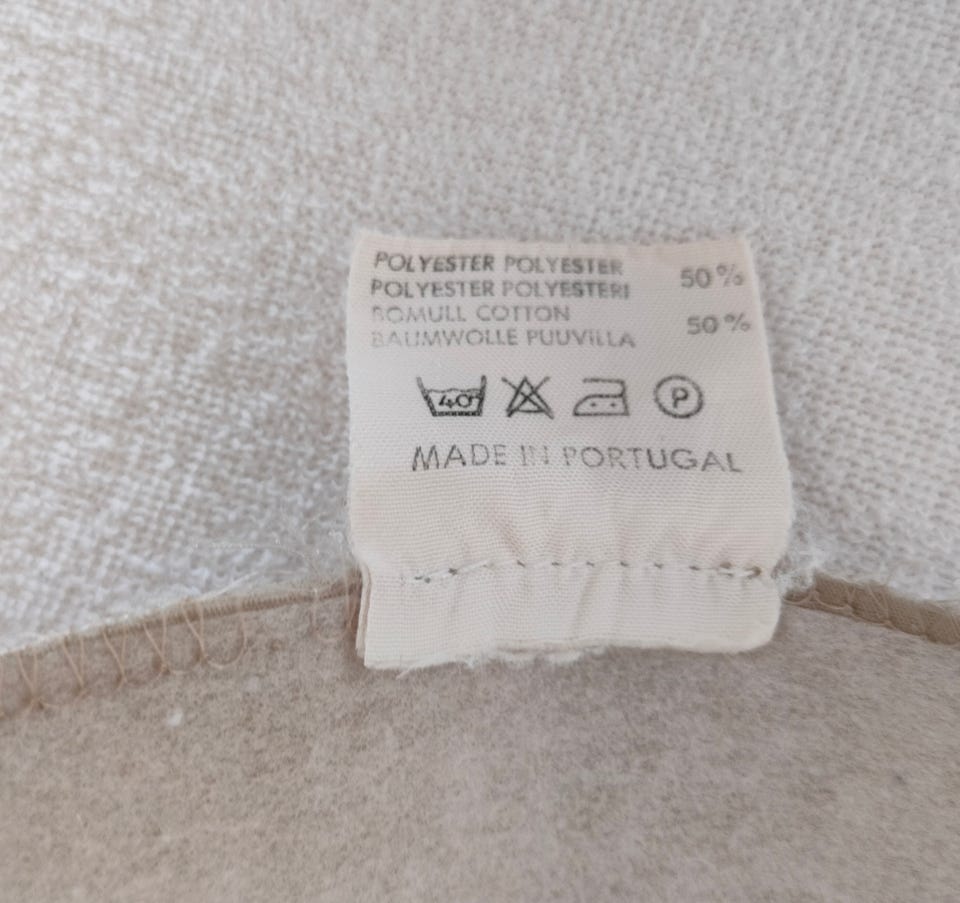 POLYESTER POLYESTER 50%
POLYESTER POLYESTERI
BOMULL COTTON 50%
BAUMWOLLE PUUVILLA
40 P
MADE IN PORTUGAL